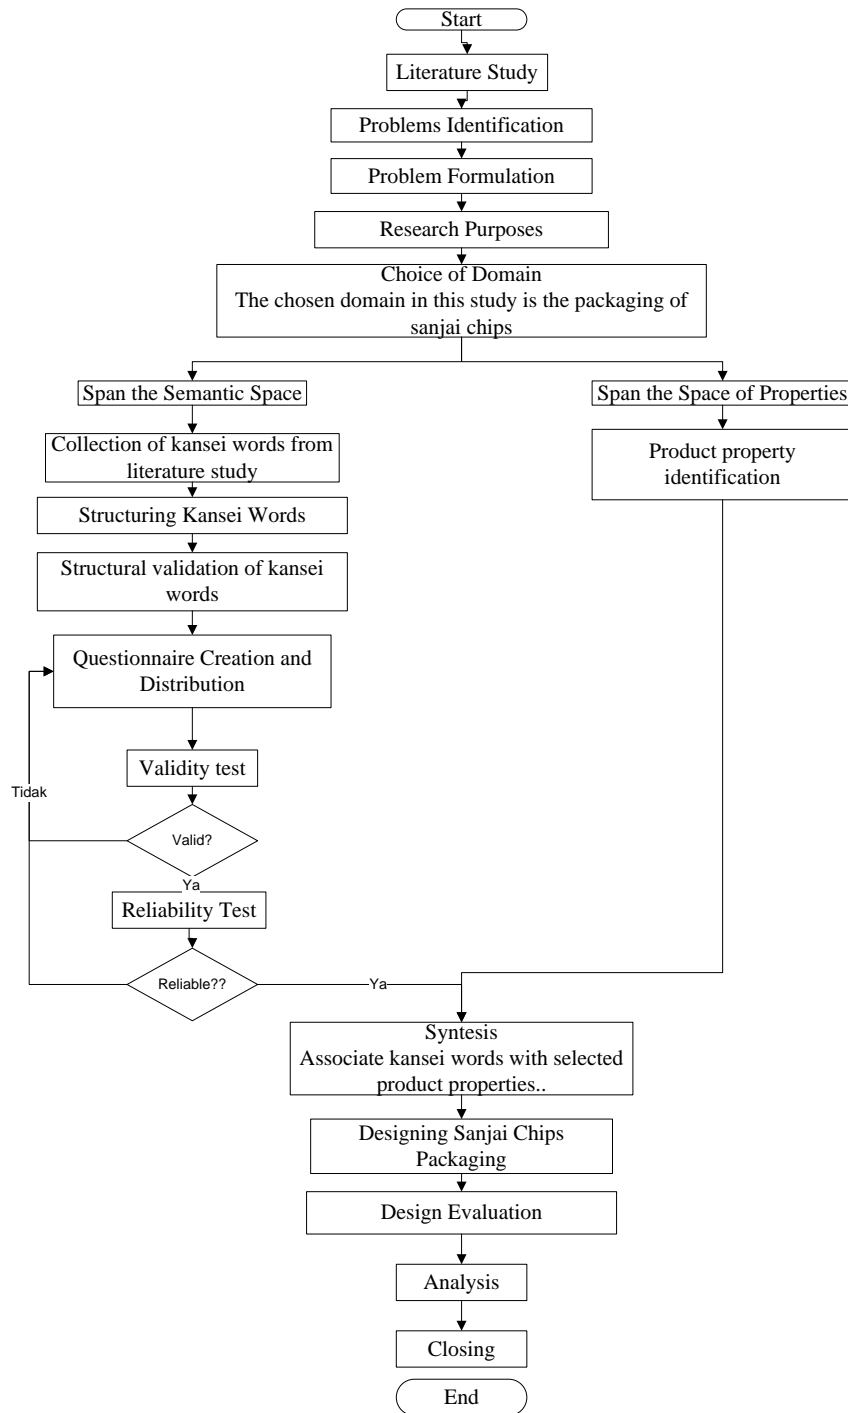 Start
Literature Study
Problems Identification
Problem Formulation
Research Purposes
Choice of Domain
The chosen domain in this study is the packaging of
sanjai chips
Span the Semantic Space
Span the Space of Properties
Collection of kansei words from
literature study
Product property
identification
Structuring Kansei Words
Structural validation of kansei
words
Questionnaire Creation and
Distribution
Validity test
Tidak
Valid?
Ya
Reliability Test
Reliable??
Ya
Syntesis
Associate kansei words with selected
product properties..
Designing Sanjai Chips
Packaging
Design Evaluation
Analysis
Closing
End